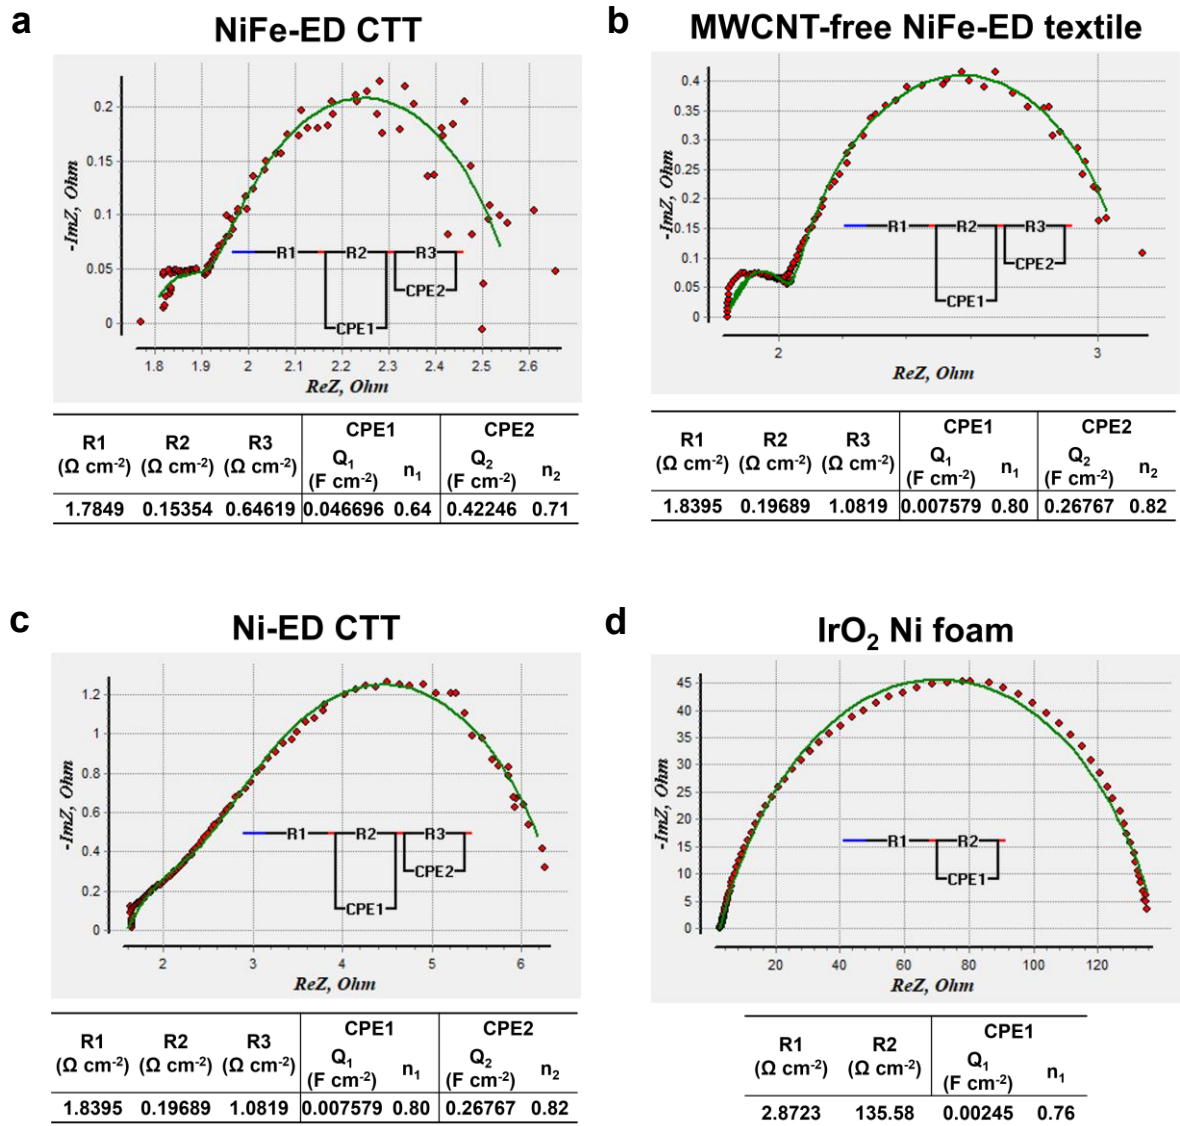 a
NiFe-ED CTT
-ImZ, Ohm
0.2
0.15
0.1
0.05
0
R1 R2 R3
CPE2
CPE1
1.8 1.9 2 2.1 2.2 2.3 2.4 2.5 2.6
ReZ, Ohm
R1 R2 R3 CPE1 CPE2
(Ω cm⁻²) (Ω cm⁻²) (Ω cm⁻²) Q₁ (F cm⁻²) n₁ Q₂ (F cm⁻²) n₂
1.7849 0.15354 0.64619 0.046696 0.64 0.42246 0.71
b
MWCNT-free NiFe-ED textile
-ImZ, Ohm
0.4
0.35
0.3
0.25
0.2
0.15
0.1
0.05
0
R1 R2 R3
CPE2
CPE1
2 3
ReZ, Ohm
R1 R2 R3 CPE1 CPE2
(Ω cm⁻²) (Ω cm⁻²) (Ω cm⁻²) Q₁ (F cm⁻²) n₁ Q₂ (F cm⁻²) n₂
1.8395 0.19689 1.0819 0.007579 0.80 0.26767 0.82
c
Ni-ED CTT
-ImZ, Ohm
1.2
1
0.8
0.6
0.4
0.2
0
R1 R2 R3
CPE2
CPE1
2 3 4 5 6
ReZ, Ohm
R1 R2 R3 CPE1 CPE2
(Ω cm⁻²) (Ω cm⁻²) (Ω cm⁻²) Q₁ (F cm⁻²) n₁ Q₂ (F cm⁻²) n₂
1.8395 0.19689 1.0819 0.007579 0.80 0.26767 0.82
d
IrO₂ Ni foam
-ImZ, Ohm
45
40
35
30
25
20
15
10
5
0
R1 R2
CPE1
20 40 60 80 100 120
ReZ, Ohm
R1 R2 CPE1
(Ω cm⁻²) (Ω cm⁻²) Q₁ (F cm⁻²) n₁
2.8723 135.58 0.00245 0.76